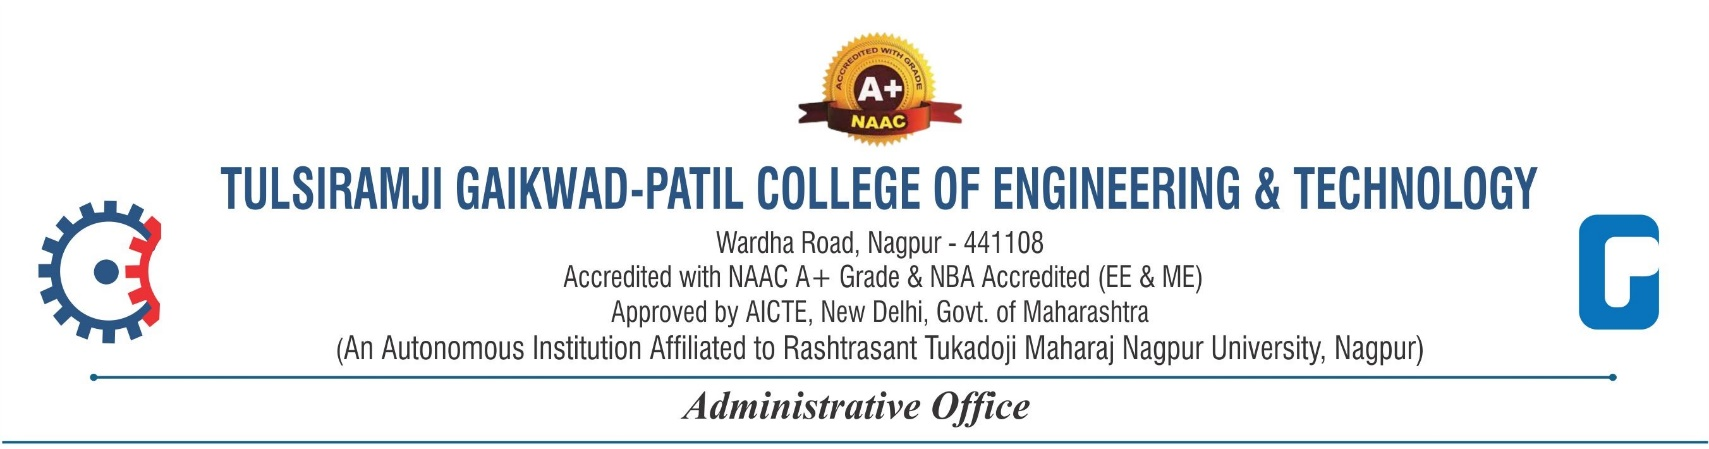 ACCREDITED WITH GRADE
A+
NAAC
TULSIRAMJI GAIKWAD-PATIL COLLEGE OF ENGINEERING & TECHNOLOGY
Wardha Road, Nagpur - 441108
Accredited with NAAC A+ Grade & NBA Accredited (EE & ME)
Approved by AICTE, New Delhi, Govt. of Maharashtra
(An Autonomous Institution Affiliated to Rashtrasant Tukadoji Maharaj Nagpur University, Nagpur)
Administrative Office